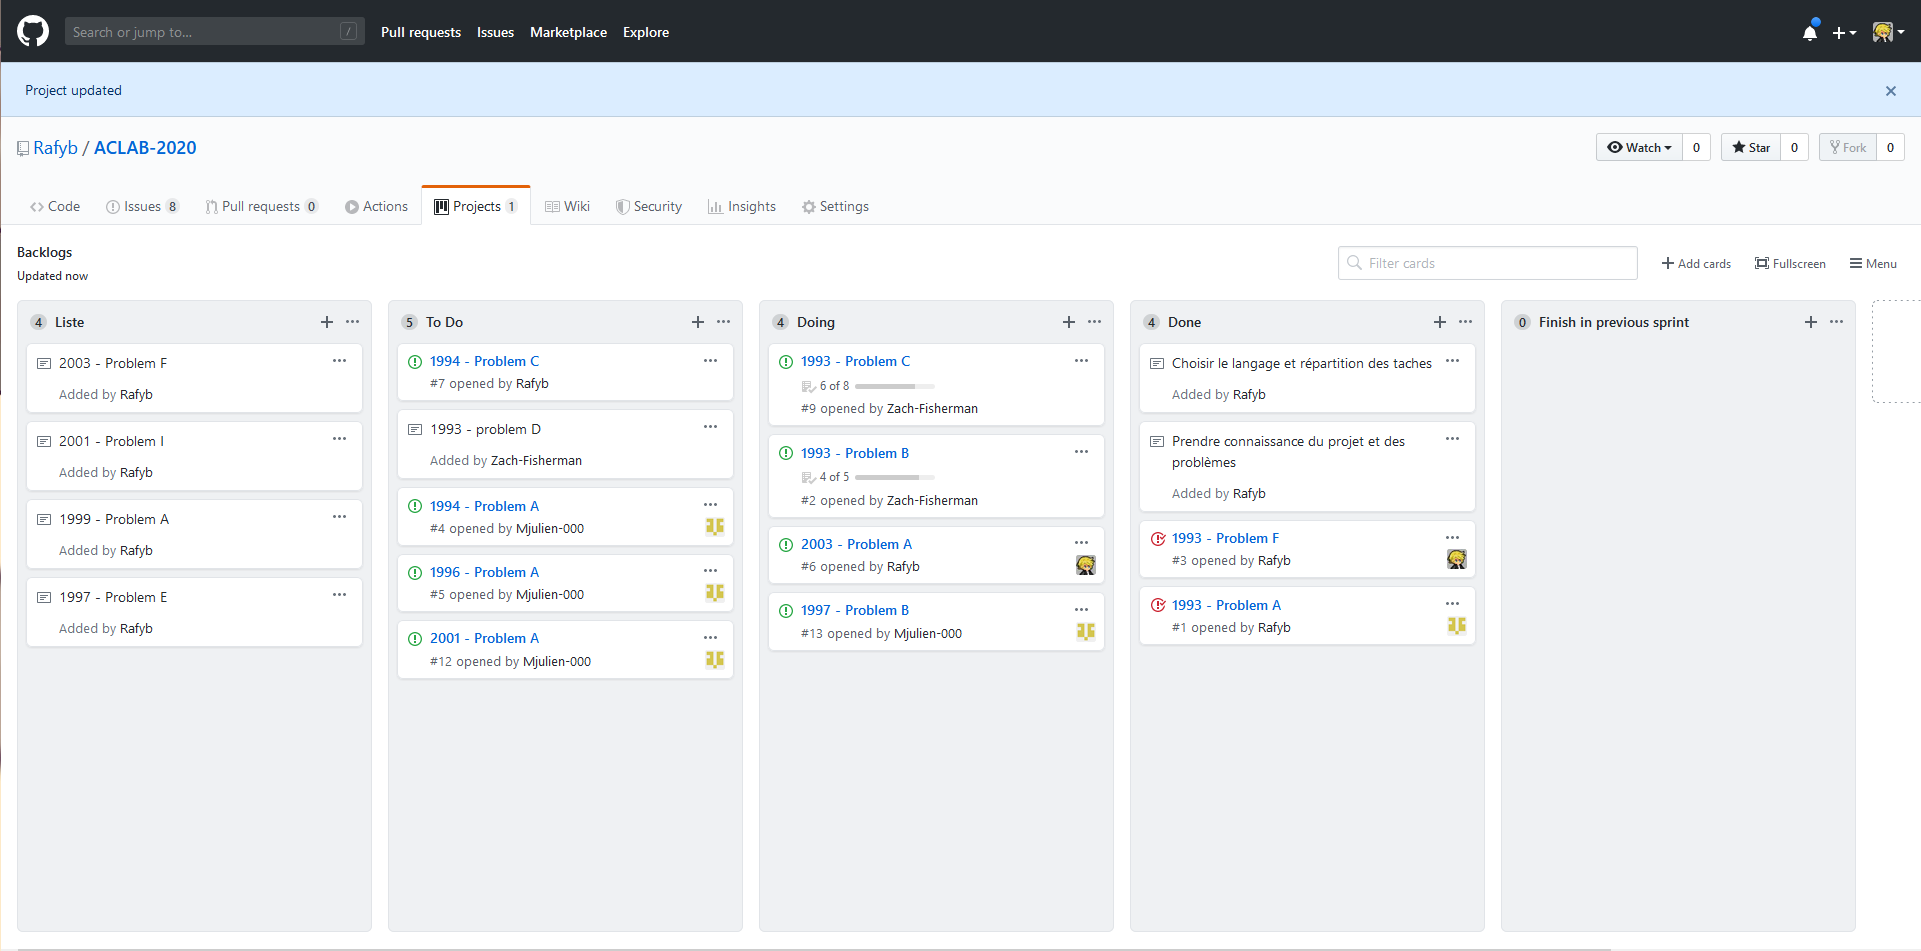 Search or jump to... /
Pull requests Issues Marketplace Explore
Project updated
Rafyb / ACLAB-2020
Watch 0 Star 0 Fork 0
Code Issues 8 Pull requests 0 Actions Projects 1 Wiki Security Insights Settings
Backlogs
Updated now
Filter cards
Add cards Fullscreen Menu
4 Liste
2003 - Problem F
Added by Rafyb
2001 - Problem I
Added by Rafyb
1999 - Problem A
Added by Rafyb
1997 - Problem E
Added by Rafyb
5 To Do
1994 - Problem C
#7 opened by Rafyb
1993 - problem D
Added by Zach-Fisherman
1994 - Problem A
#4 opened by Mjulien-000
1996 - Problem A
#5 opened by Mjulien-000
2001 - Problem A
#12 opened by Mjulien-000
4 Doing
1993 - Problem C
6 of 8
#9 opened by Zach-Fisherman
1993 - Problem B
4 of 5
#2 opened by Zach-Fisherman
2003 - Problem A
#6 opened by Rafyb
1997 - Problem B
#13 opened by Mjulien-000
4 Done
Choisir le langage et répartition des taches
Added by Rafyb
Prendre connaissance du projet et des
problèmes
Added by Rafyb
1993 - Problem F
#3 opened by Rafyb
1993 - Problem A
#1 opened by Rafyb
0 Finish in previous sprint